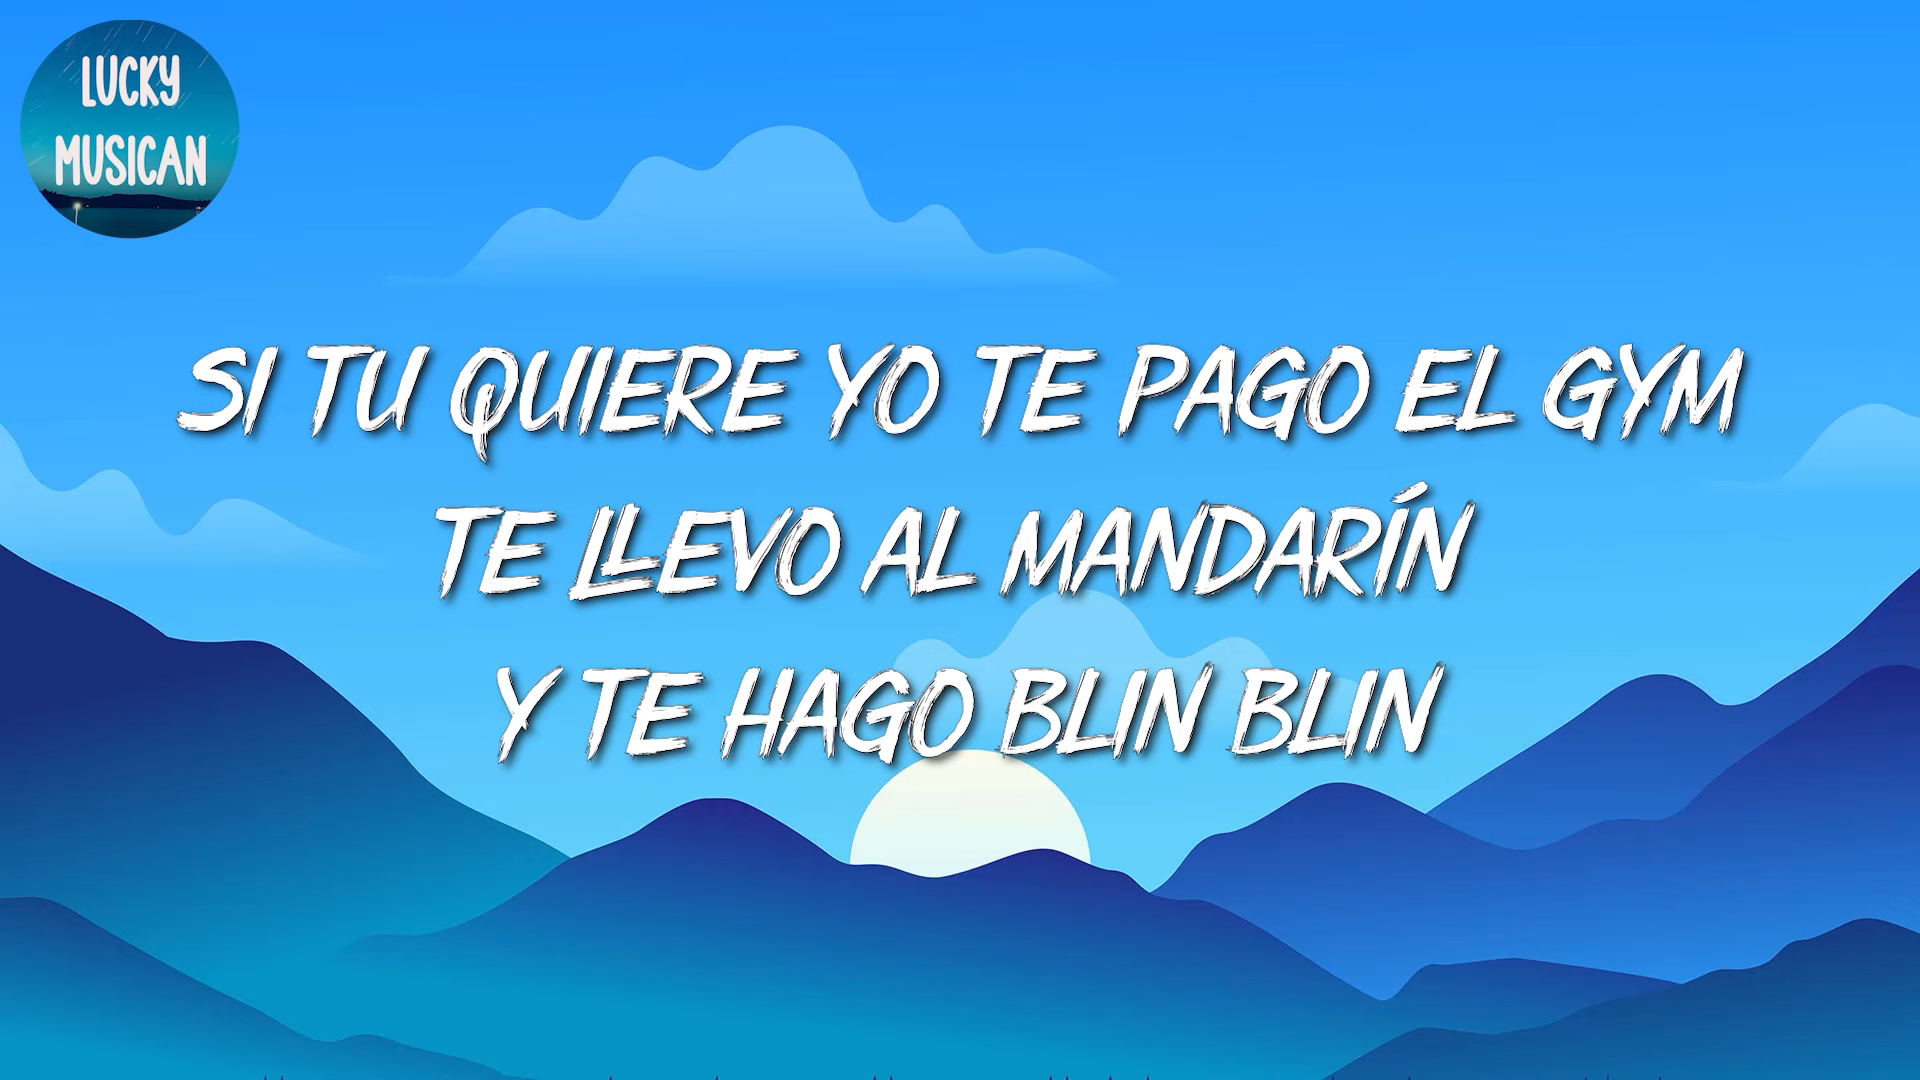 LUCKY
MUSICAN
SI TU QUIERE YO TE PAGO EL GYM
TE LLEVO AL MANDARÍN
Y TE HAGO BLIN BLIN